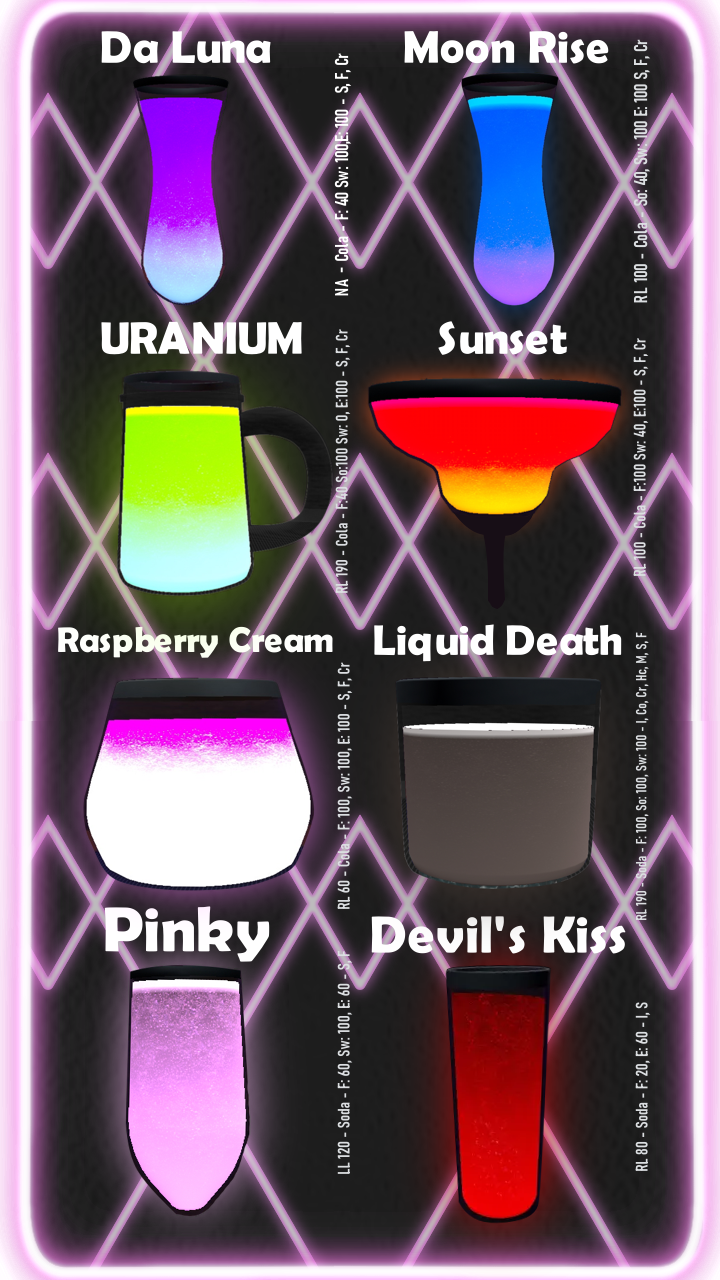 Da Luna
NA - Cola - F: 40 Sw: 100,E: 100 - S, F, Cr
Moon Rise
RL 100 - Cola - So: 40, Sw: 100 E: 100 S, F, Cr
URANIUM
RL 190 - Cola - F:40 So:100 Sw: 0, E:100 - S, F, Cr
Sunset
RL 100 - Cola - F:100 Sw: 40, E:100 - S, F, Cr
Raspberry Cream
RL 60 - Cola - F: 100, Sw: 100, E: 100 - S, F, Cr
Liquid Death
RL 190 - Soda - F: 100, So: 100, Sw: 100 - I, Co, Cr, Hc, M, S, F
Pinky
LL 120 - Soda - F: 60, Sw: 100, E: 60 - S, F
Devil's Kiss
RL 80 - Soda - F: 20, E: 60 - I, S